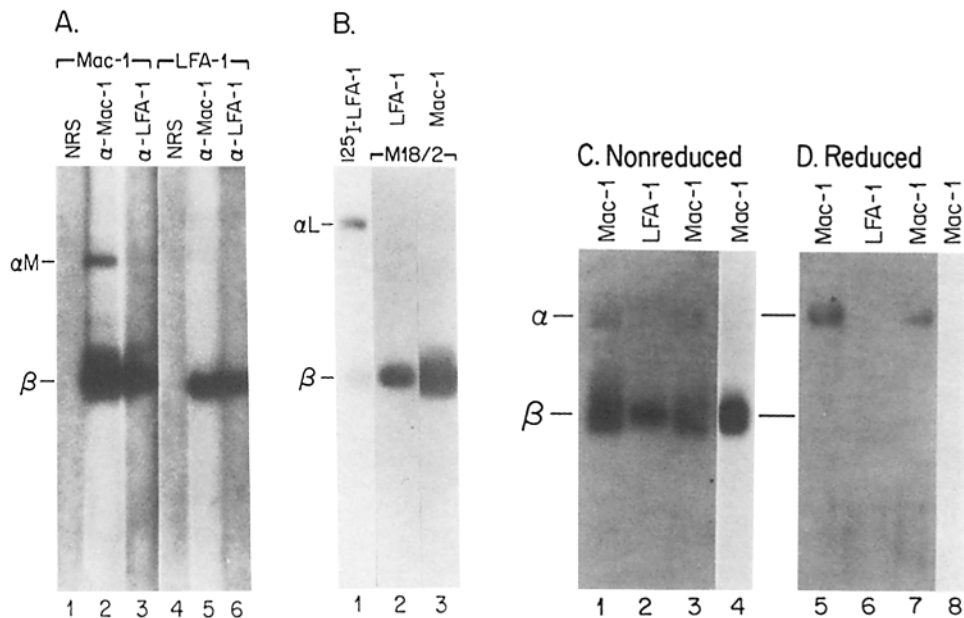 A.
Mac-1 LFA-1
NRS
α-Mac-1
α-LFA-1
NRS
α-Mac-1
α-LFA-1
αM
β
1 2 3 4 5 6
B.
125I-LFA-1
LFA-1
Mac-1
M18/2
αL
β
1 2 3
C. Nonreduced
Mac-1
LFA-1
Mac-1
Mac-1
α
β
1 2 3 4
D. Reduced
Mac-1
LFA-1
Mac-1
Mac-1
5 6 7 8